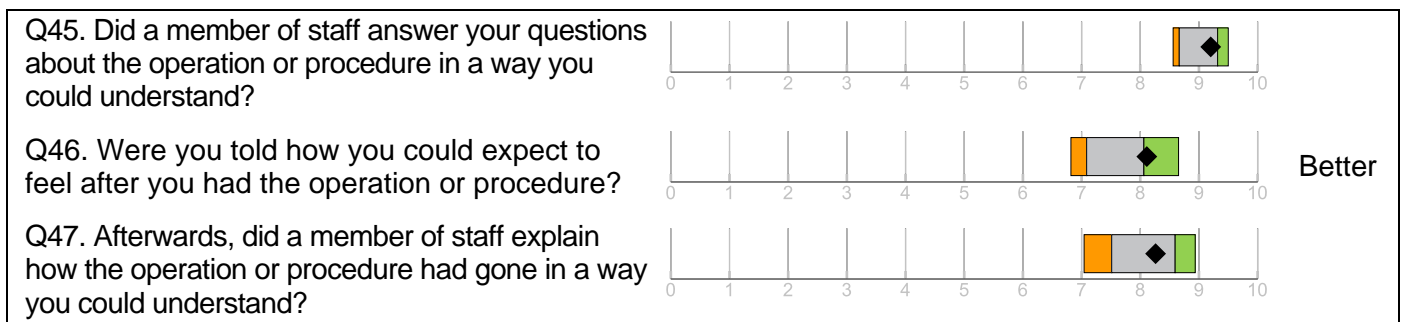 Q45. Did a member of staff answer your questions
about the operation or procedure in a way you
could understand?
0 1 2 3 4 5 6 7 8 9 10
Q46. Were you told how you could expect to
feel after you had the operation or procedure?
Better
0 1 2 3 4 5 6 7 8 9 10
Q47. Afterwards, did a member of staff explain
how the operation or procedure had gone in a way
you could understand?
0 1 2 3 4 5 6 7 8 9 10